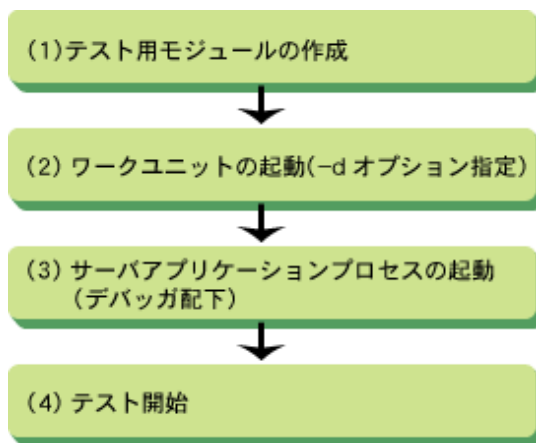 (1)テスト用モジュールの作成
(2) ワークユニットの起動(-d オプション指定)
(3) サーバアプリケーションプロセスの起動
(デバッガ配下)
(4) テスト開始